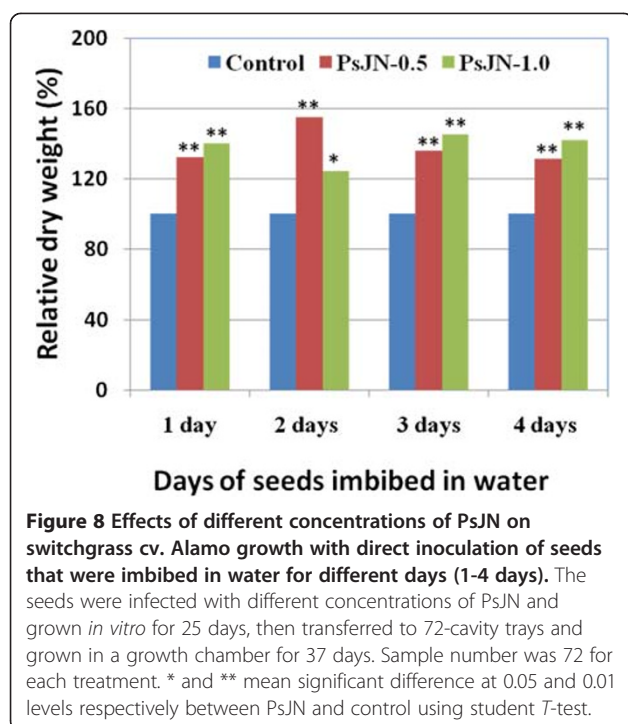 200
160
120
80
40
0
Relative dry weight (%)
Control PsJN-0.5 PsJN-1.0
** ** ** * ** ** ** **
1 day 2 days 3 days 4 days
Days of seeds imbibed in water
Figure 8 Effects of different concentrations of PsJN on
switchgrass cv. Alamo growth with direct inoculation of seeds
that were imbibed in water for different days (1-4 days). The
seeds were infected with different concentrations of PsJN and
grown in vitro for 25 days, then transferred to 72-cavity trays and
grown in a growth chamber for 37 days. Sample number was 72 for
each treatment. * and ** mean significant difference at 0.05 and 0.01
levels respectively between PsJN and control using student T-test.